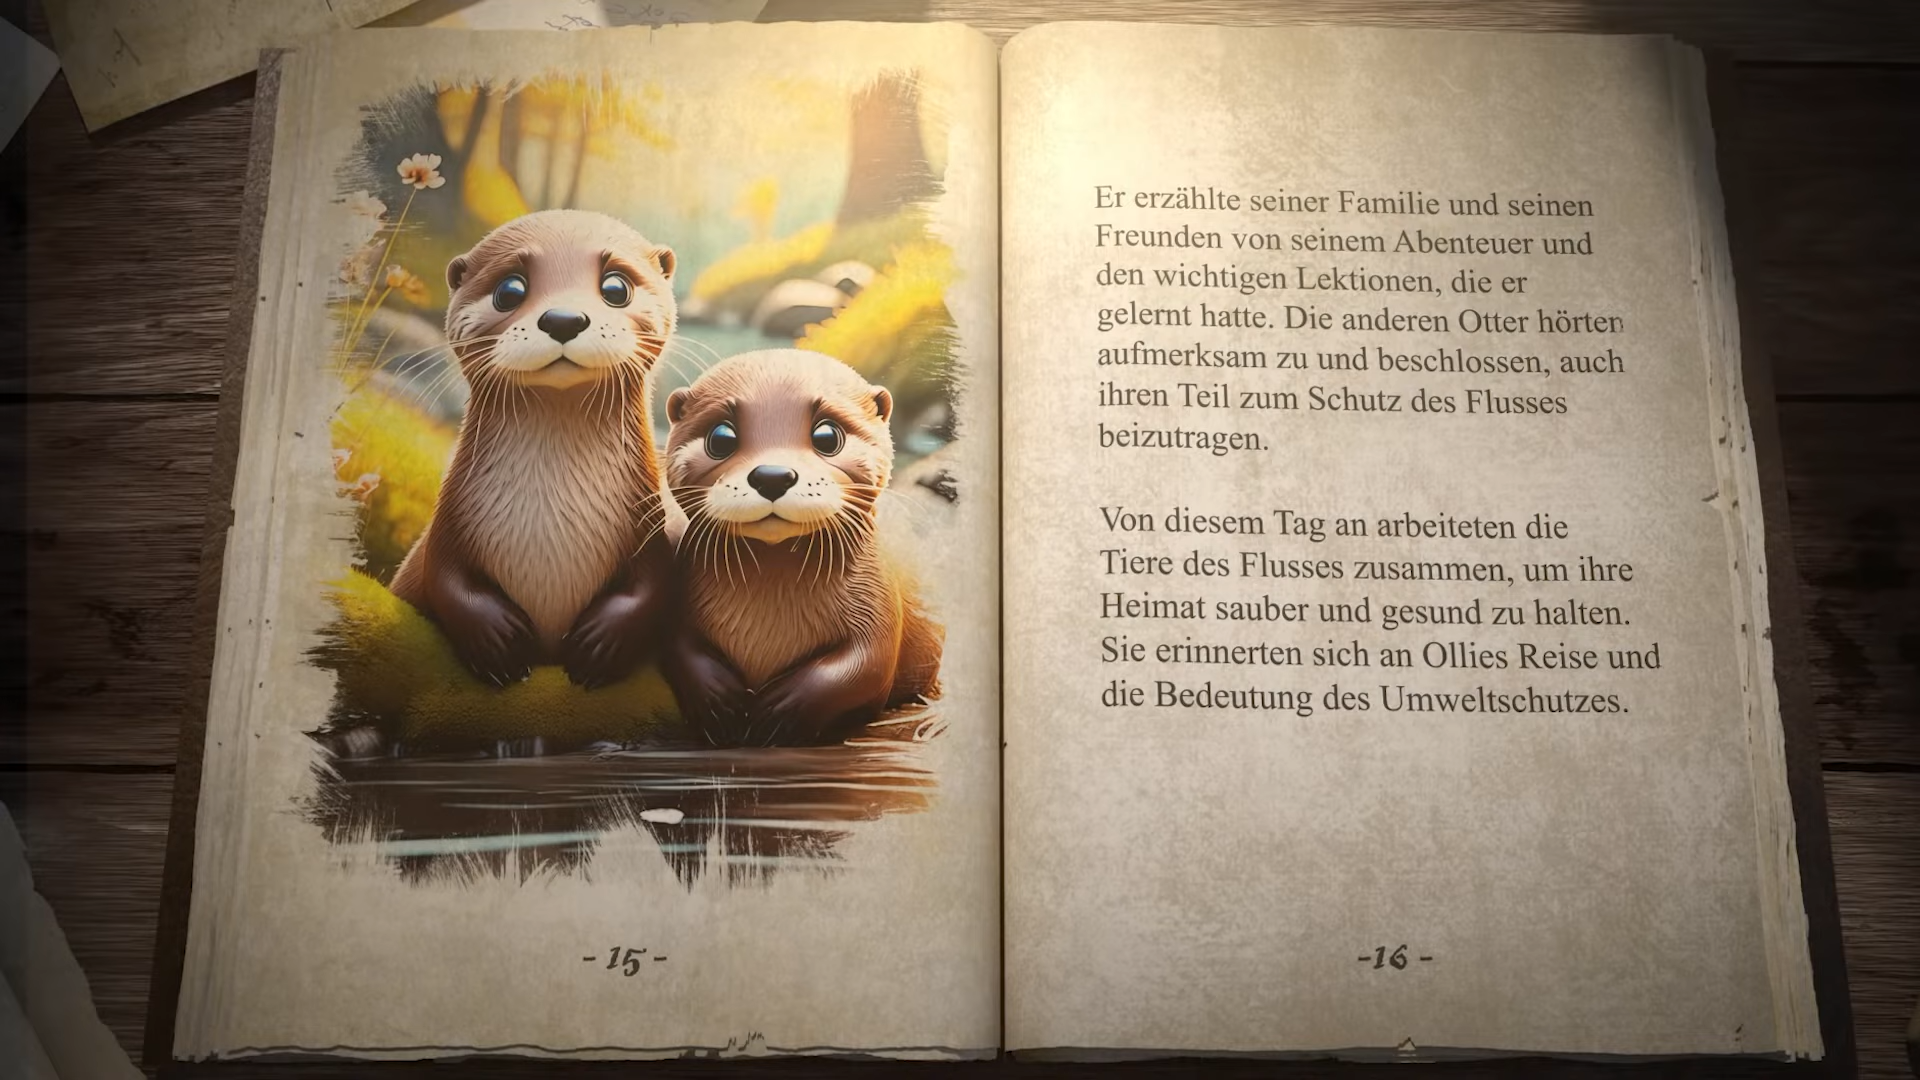 Er erzählte seiner Familie und seinen
Freunden von seinem Abenteuer und
den wichtigen Lektionen, die er
gelernt hatte. Die anderen Otter hörten
aufmerksam zu und beschlossen, auch
ihren Teil zum Schutz des Flusses
beizutragen.
Von diesem Tag an arbeiteten die
Tiere des Flusses zusammen, um ihre
Heimat sauber und gesund zu halten.
Sie erinnerten sich an Ollies Reise und
die Bedeutung des Umweltschutzes.
- 15 -
-16 -